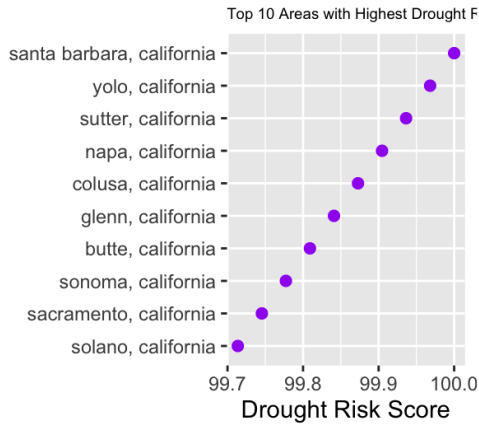 Top 10 Areas with Highest Drought R
santa barbara, california
yolo, california
sutter, california
napa, california
colusa, california
glenn, california
butte, california
sonoma, california
sacramento, california
solano, california
99.7 99.8 99.9 100.0
Drought Risk Score